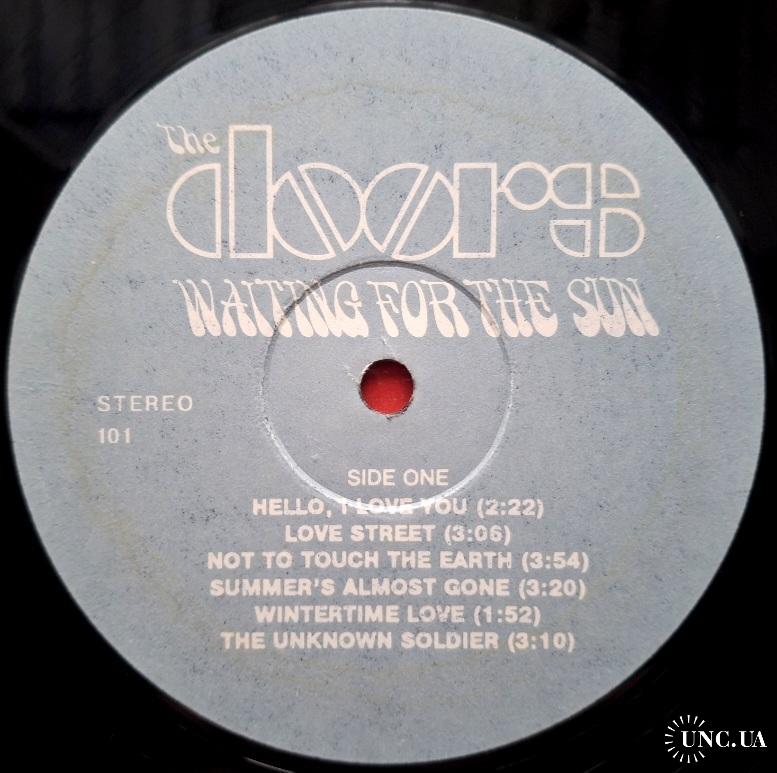 The
doors
WAITING FOR THE SUN
STEREO
101
SIDE ONE
HELLO, I LOVE YOU (2:22)
LOVE STREET (3:06)
NOT TO TOUCH THE EARTH (3:54)
SUMMER'S ALMOST GONE (3:20)
WINTERTIME LOVE (1:52)
THE UNKNOWN SOLDIER (3:10)
UNC.UA